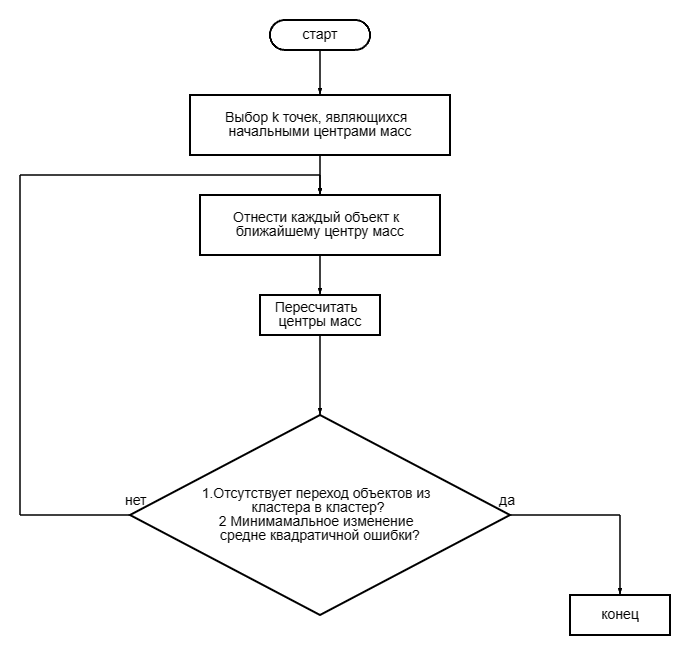 старт
Выбор k точек, являющихся
начальными центрами масс
Отнести каждый объект к
ближайшему центру масс
Пересчитать
центры масс
нет
да
1.Отсутствует переход объектов из
кластера в кластер?
2 Минимамальное изменение
средне квадратичной ошибки?
конец